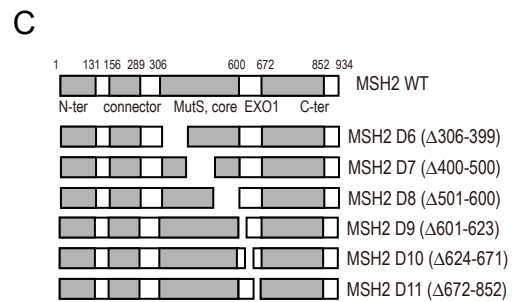 C
1 131 156 289 306 600 672 852 934
MSH2 WT
N-ter connector MutS, core EXO1 C-ter
MSH2 D6 (Δ306-399)
MSH2 D7 (Δ400-500)
MSH2 D8 (Δ501-600)
MSH2 D9 (Δ601-623)
MSH2 D10 (Δ624-671)
MSH2 D11 (Δ672-852)